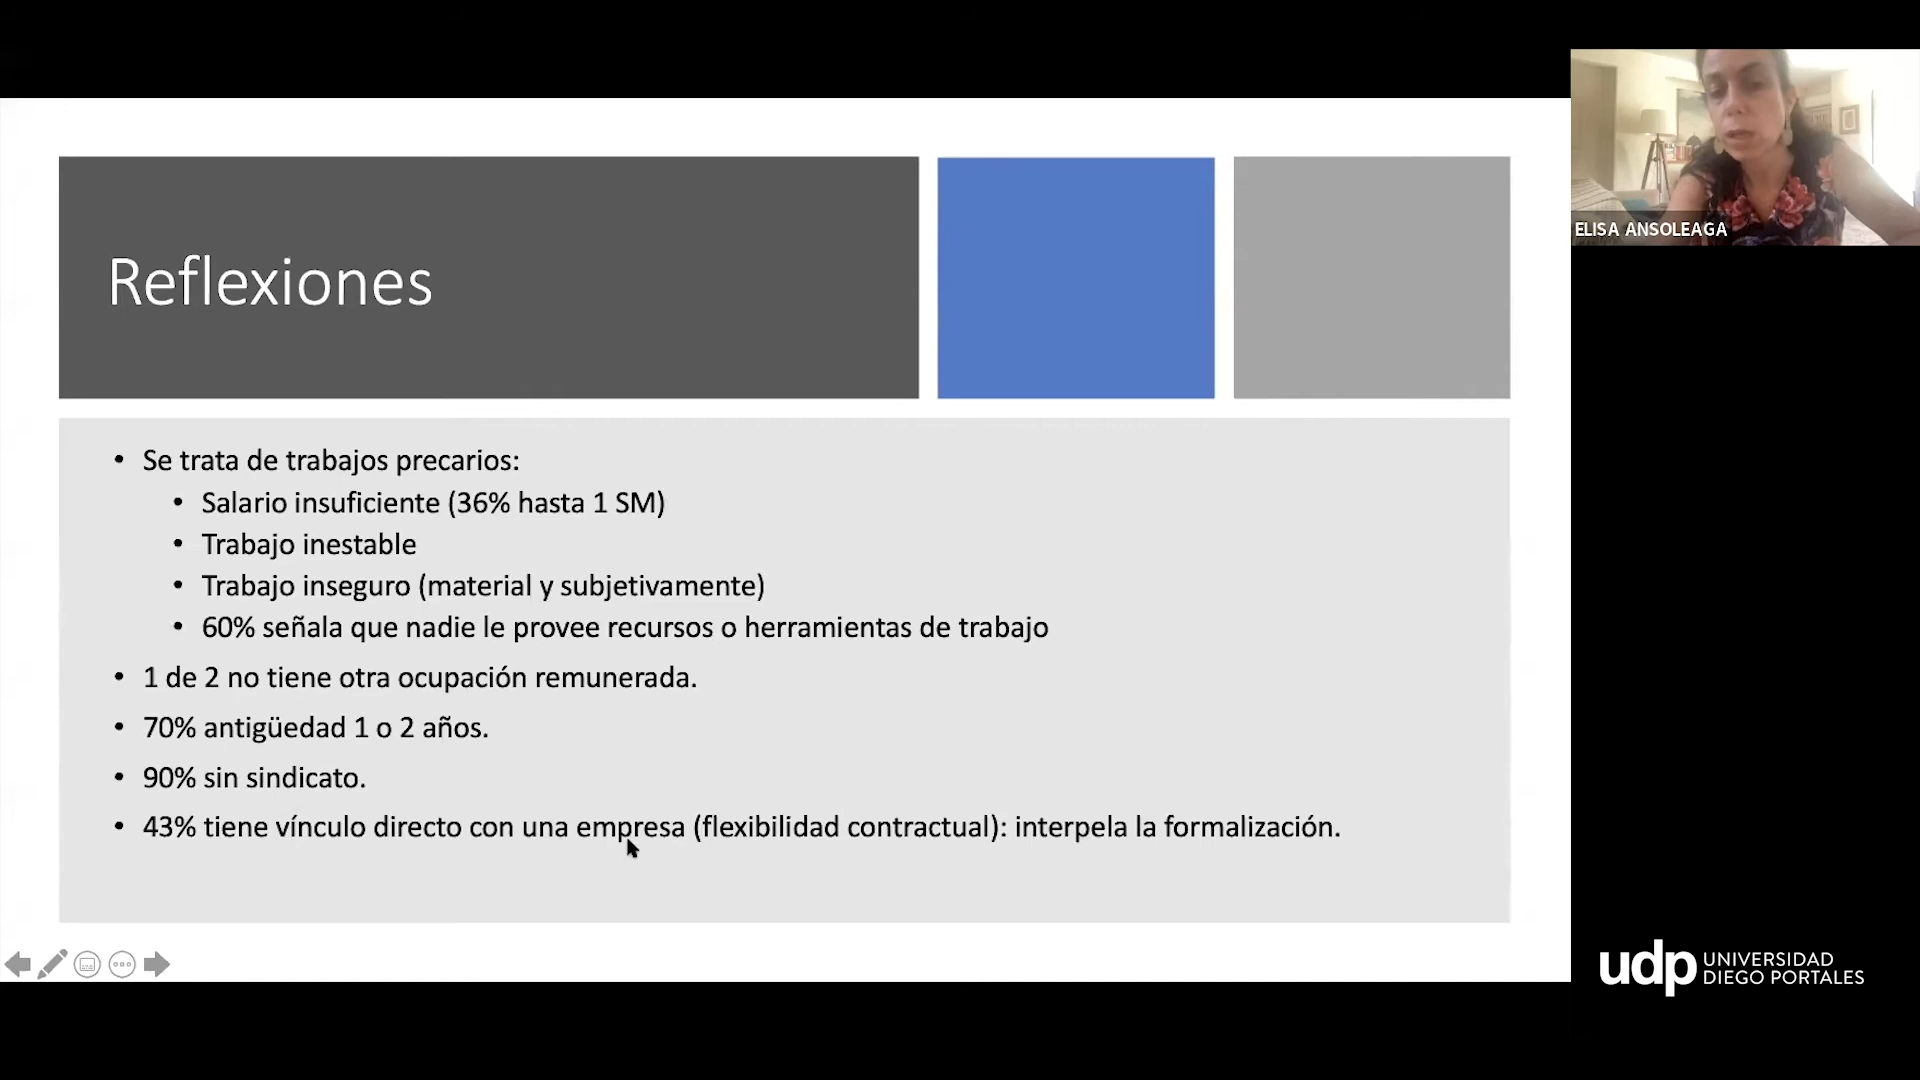 Reflexiones
• Se trata de trabajos precarios:
• Salario insuficiente (36% hasta 1 SM)
• Trabajo inestable
• Trabajo inseguro (material y subjetivamente)
• 60% señala que nadie le provee recursos o herramientas de trabajo
• 1 de 2 no tiene otra ocupación remunerada.
• 70% antigüedad 1 o 2 años.
• 90% sin sindicato.
• 43% tiene vínculo directo con una empresa (flexibilidad contractual): interpela la formalización.
ELISA ANSOLEAGA
udp UNIVERSIDAD
DIEGO PORTALES